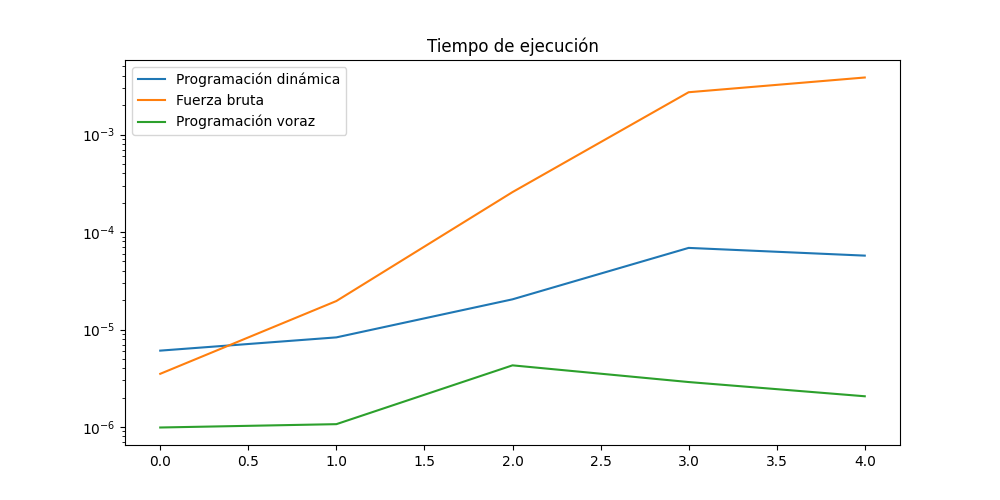 Tiempo de ejecución
Programación dinámica
Fuerza bruta
Programación voraz
10⁻³
10⁻⁴
10⁻⁵
10⁻⁶
0.0 0.5 1.0 1.5 2.0 2.5 3.0 3.5 4.0